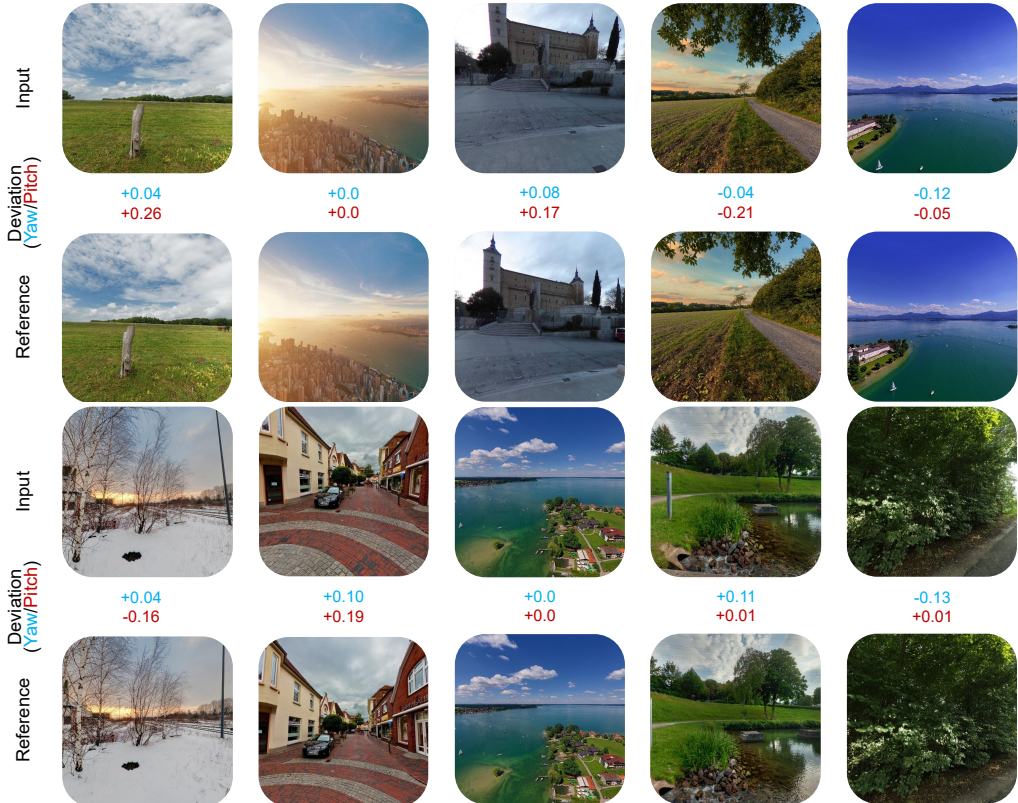 Input
Deviation
(Yaw/Pitch)
+0.04
+0.0
+0.08
-0.04
-0.12
+0.26
+0.0
+0.17
-0.21
-0.05
Reference
Input
Deviation
(Yaw/Pitch)
+0.04
+0.10
+0.0
+0.11
-0.13
-0.16
+0.19
+0.0
+0.01
+0.01
Reference